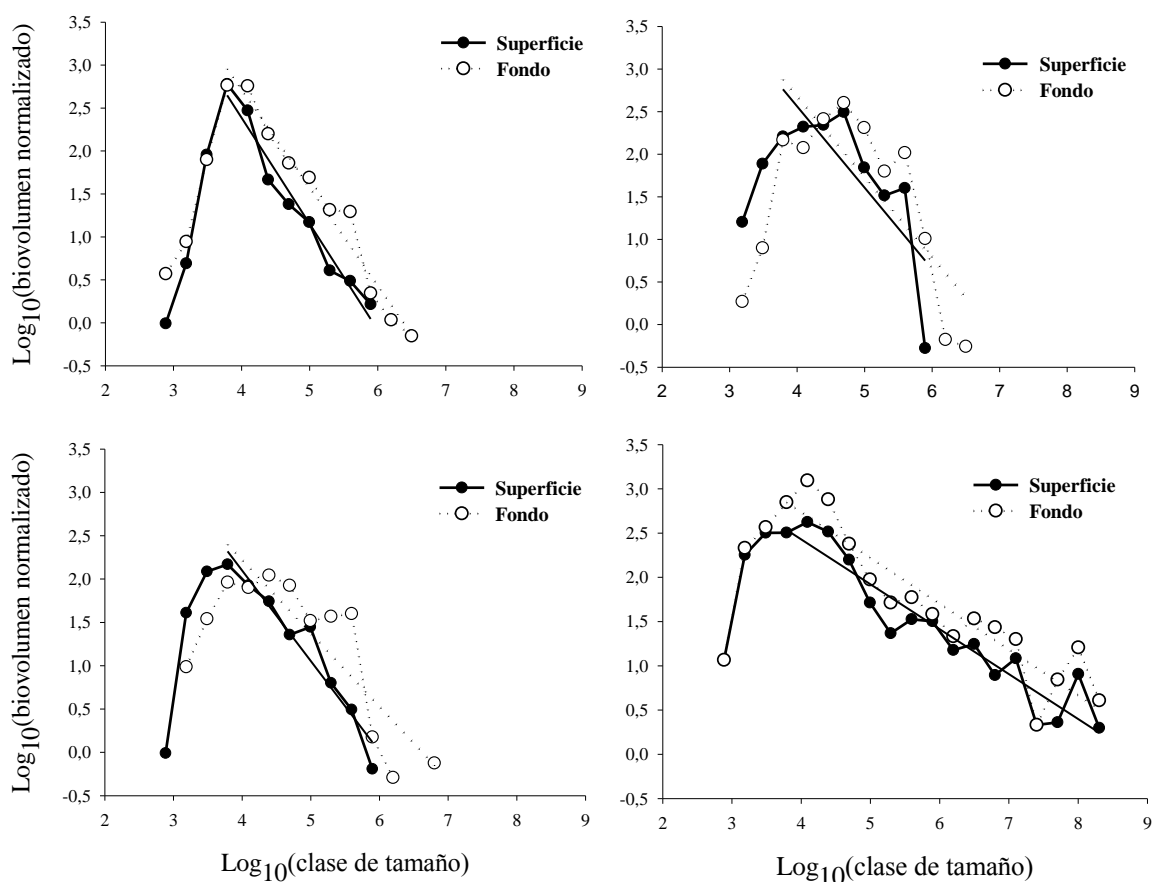 Log10(biovolumen normalizado)
3,5
3,0
2,5
2,0
1,5
1,0
0,5
0,0
-0,5
2 3 4 5 6 7 8 9
Superficie
Fondo
3,5
3,0
2,5
2,0
1,5
1,0
0,5
0,0
-0,5
2 3 4 5 6 7 8 9
Superficie
Fondo
Log10(biovolumen normalizado)
3,5
3,0
2,5
2,0
1,5
1,0
0,5
0,0
-0,5
2 3 4 5 6 7 8 9
Superficie
Fondo
Log10(clase de tamaño)
3,5
3,0
2,5
2,0
1,5
1,0
0,5
0,0
-0,5
2 3 4 5 6 7 8 9
Superficie
Fondo
Log10(clase de tamaño)